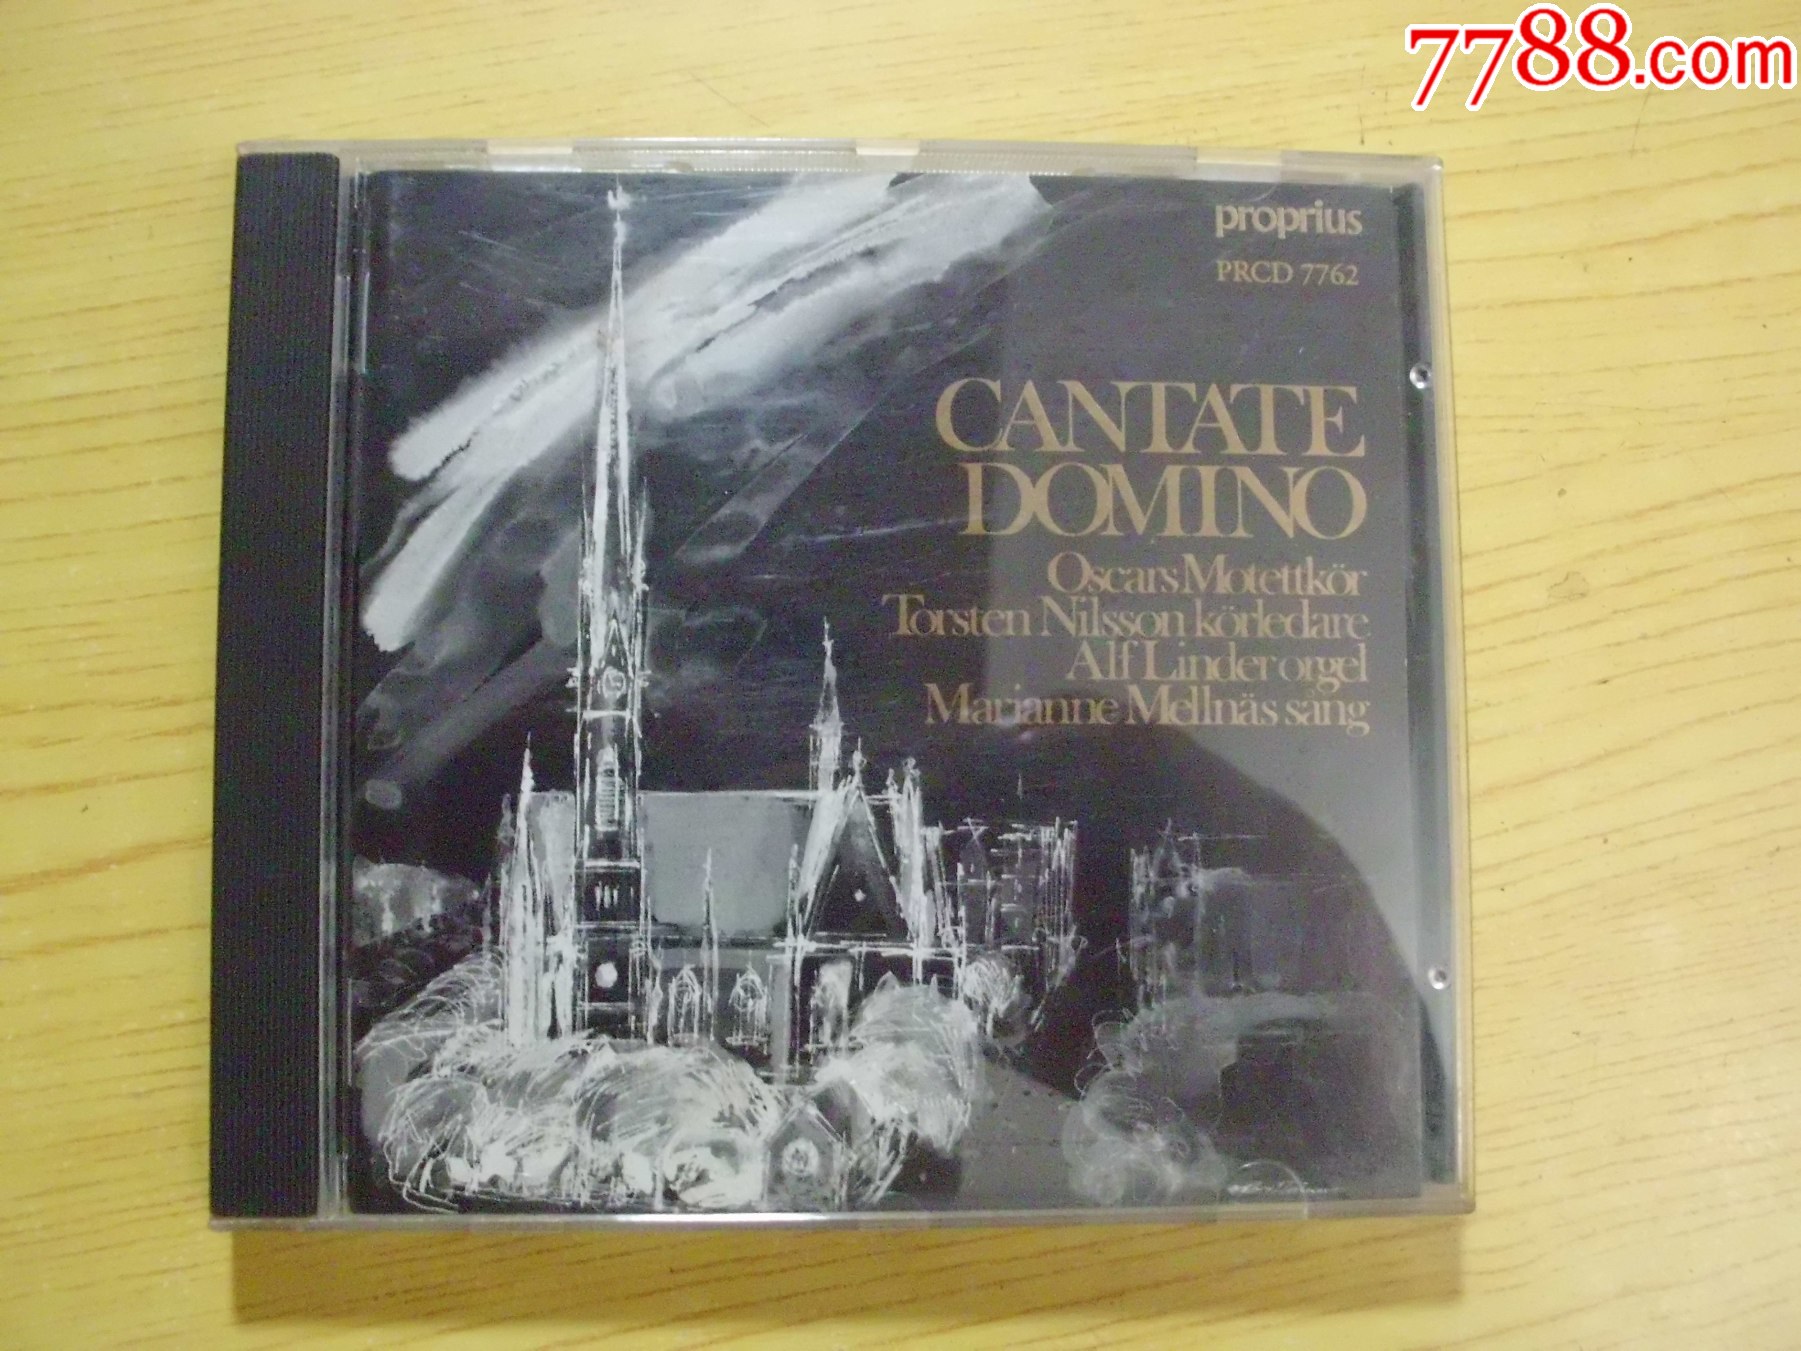 7788.com
proprius
PRCD 7762
CANTATE
DOMINO
Oscars Motettkör
Torsten Nilsson körledare
Alf Linder orgel
Marianne Mellnäs sång